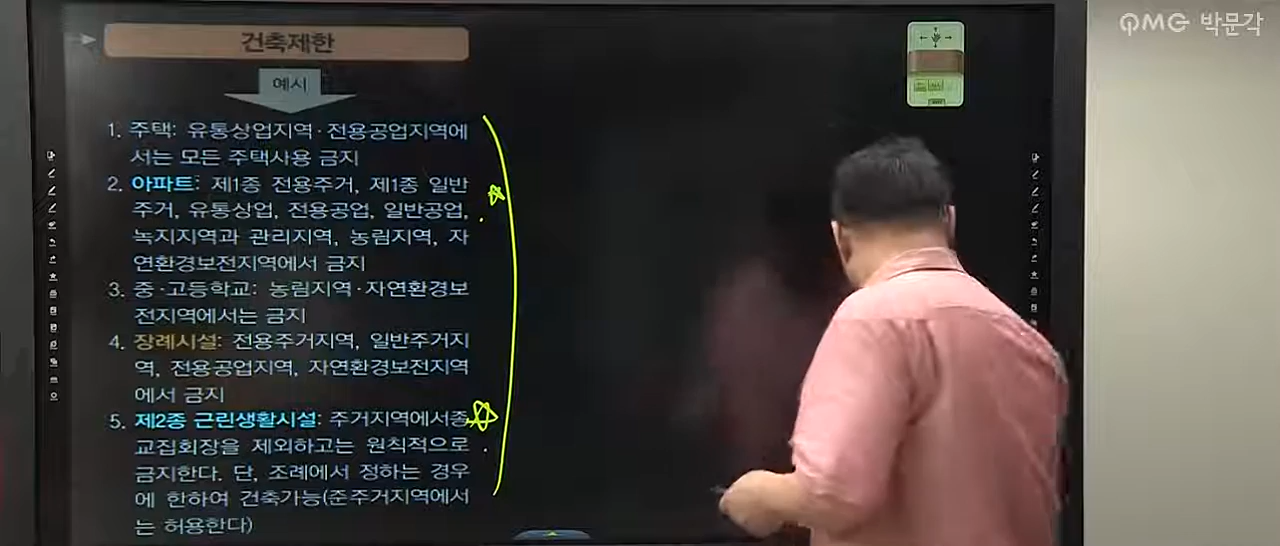 PMG 박문각
건축제한
예시
1. 주택: 유통상업지역·전용공업지역에
서는 모든 주택사용 금지
2. 아파트: 제1종 전용주거, 제1종 일반
주거, 유통상업, 전용공업, 일반공업,
녹지지역과 관리지역, 농림지역, 자
연환경보전지역에서 금지
3. 중·고등학교: 농림지역·자연환경보
전지역에서는 금지
4. 장례시설: 전용주거지역, 일반주거지
역, 전용공업지역, 자연환경보전지역
에서 금지
5. 제2종 근린생활시설: 주거지역에서종
교집회장을 제외하고는 원칙적으로
금지한다. 단, 조례에서 정하는 경우
에 한하여 건축가능(준주거지역에서
는 허용한다)